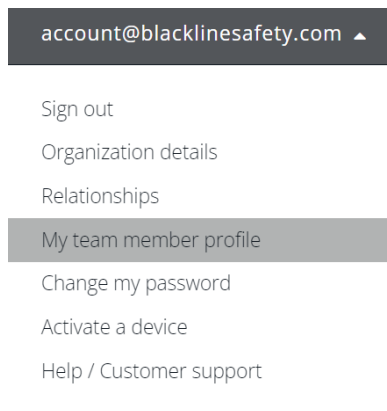 account@blacklinesafety.com
Sign out
Organization details
Relationships
My team member profile
Change my password
Activate a device
Help / Customer support